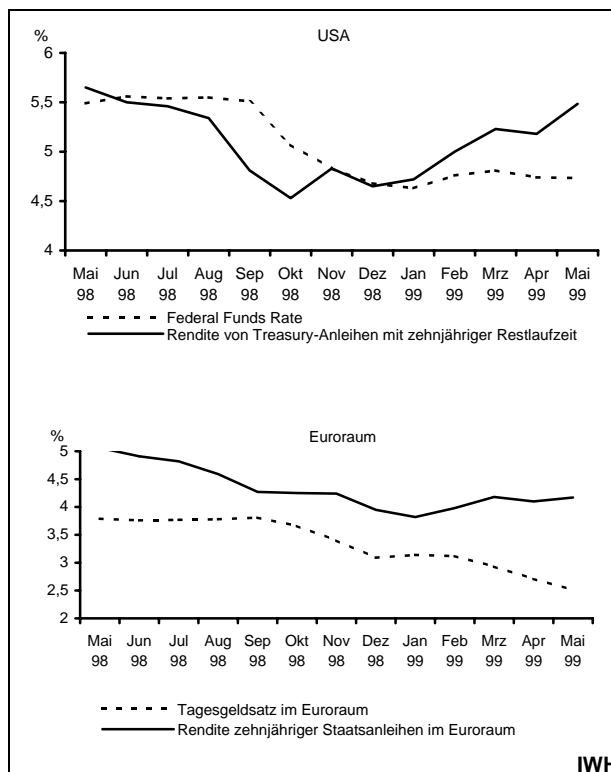 USA
%
6
5,5
5
4,5
4
Mai Jun Jul Aug Sep Okt Nov Dez Jan Feb Mrz Apr Mai
98 98 98 98 98 98 98 98 99 99 99 99 99
Federal Funds Rate
Rendite von Treasury-Anleihen mit zehnjähriger Restlaufzeit
Euroraum
%
5
4,5
4
3,5
3
2,5
2
Mai Jun Jul Aug Sep Okt Nov Dez Jan Feb Mrz Apr Mai
98 98 98 98 98 98 98 98 99 99 99 99 99
Tagesgeldsatz im Euroraum
Rendite zehnjähriger Staatsanleihen im Euroraum
IWH